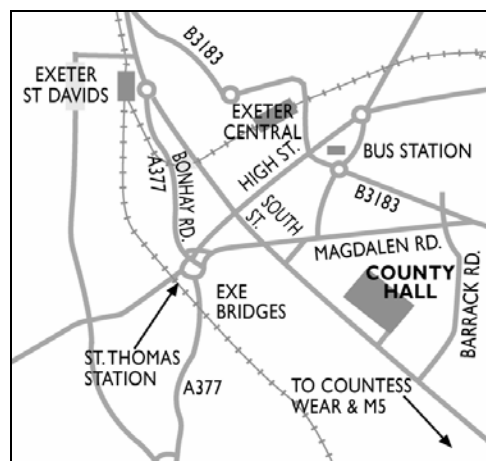 B3183
EXETER
ST DAVIDS
EXETER
CENTRAL
A377
BONHAY RD.
HIGH ST.
BUS STATION
SOUTH
ST.
B3183
MAGDALEN RD.
COUNTY
HALL
BARRACK RD.
EXE
BRIDGES
ST. THOMAS
STATION
A377
TO COUNTESS
WEAR & M5